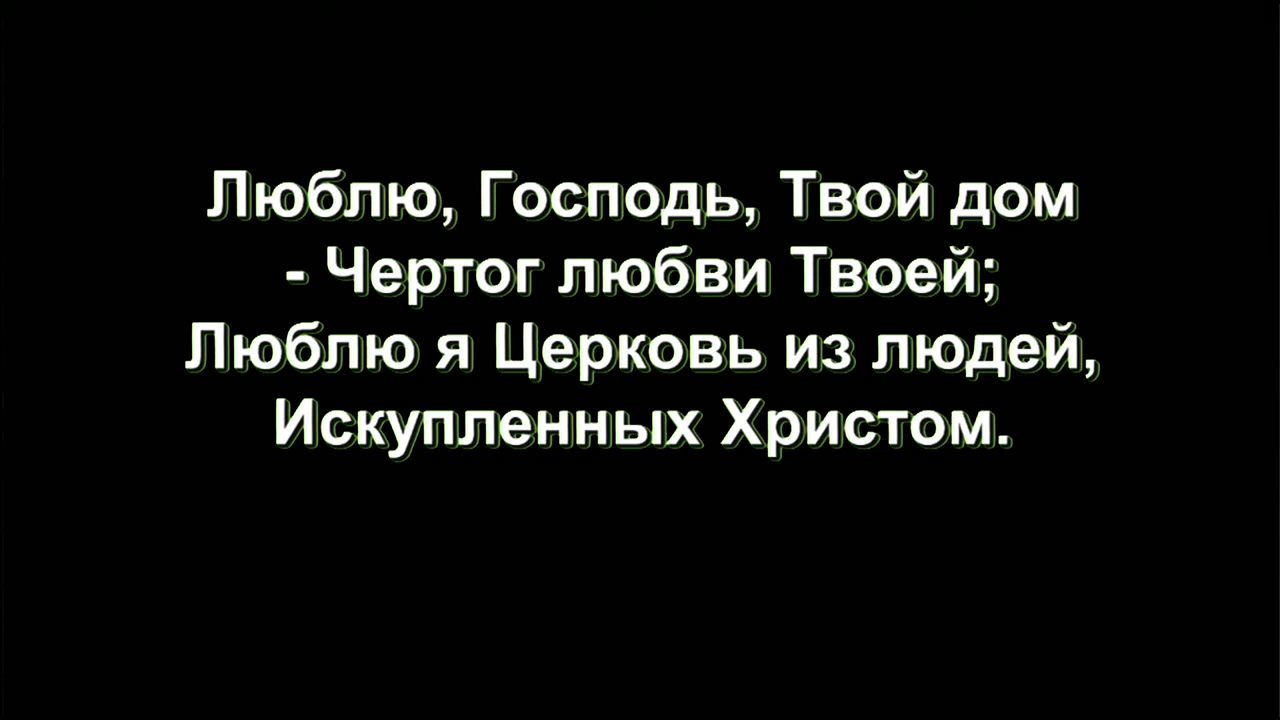 Люблю, Господь, Твой дом
- Чертог любви Твоей;
Люблю я Церковь из людей,
Искупленных Христом.